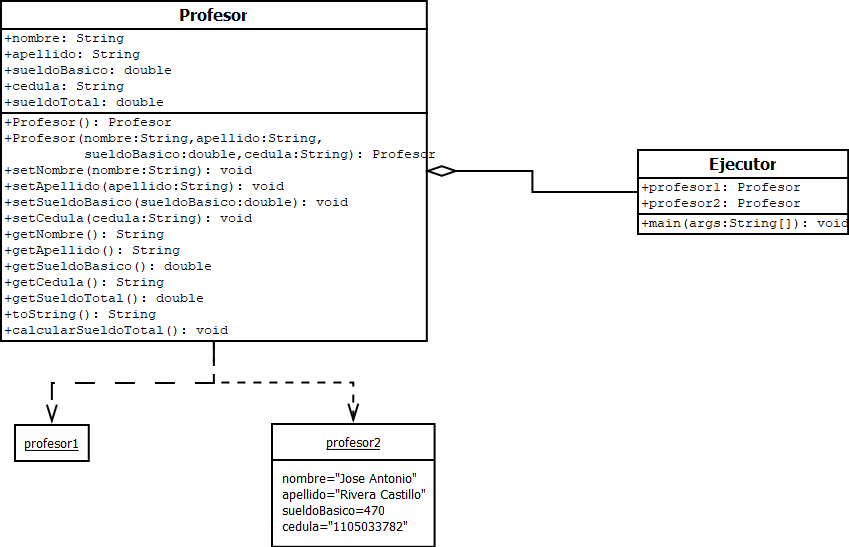 Profesor
+nombre: String
+apellido: String
+sueldoBasico: double
+cedula: String
+sueldoTotal: double
+Profesor(): Profesor
+Profesor(nombre:String,apellido:String,
sueldoBasico:double,cedula:String): Profesor
+setNombre(nombre:String): void
+setApellido(apellido:String): void
+setSueldoBasico(sueldoBasico:double): void
+setCedula(cedula:String): void
+getNombre(): String
+getApellido(): String
+getSueldoBasico(): double
+getCedula(): String
+getSueldoTotal(): double
+toString(): String
+calcularSueldoTotal(): void
Ejecutor
+profesor1: Profesor
+profesor2: Profesor
+main(args:String[]): void
profesor1
profesor2
nombre="Jose Antonio"
apellido="Rivera Castillo"
sueldoBasico=470
cedula="1105033782"